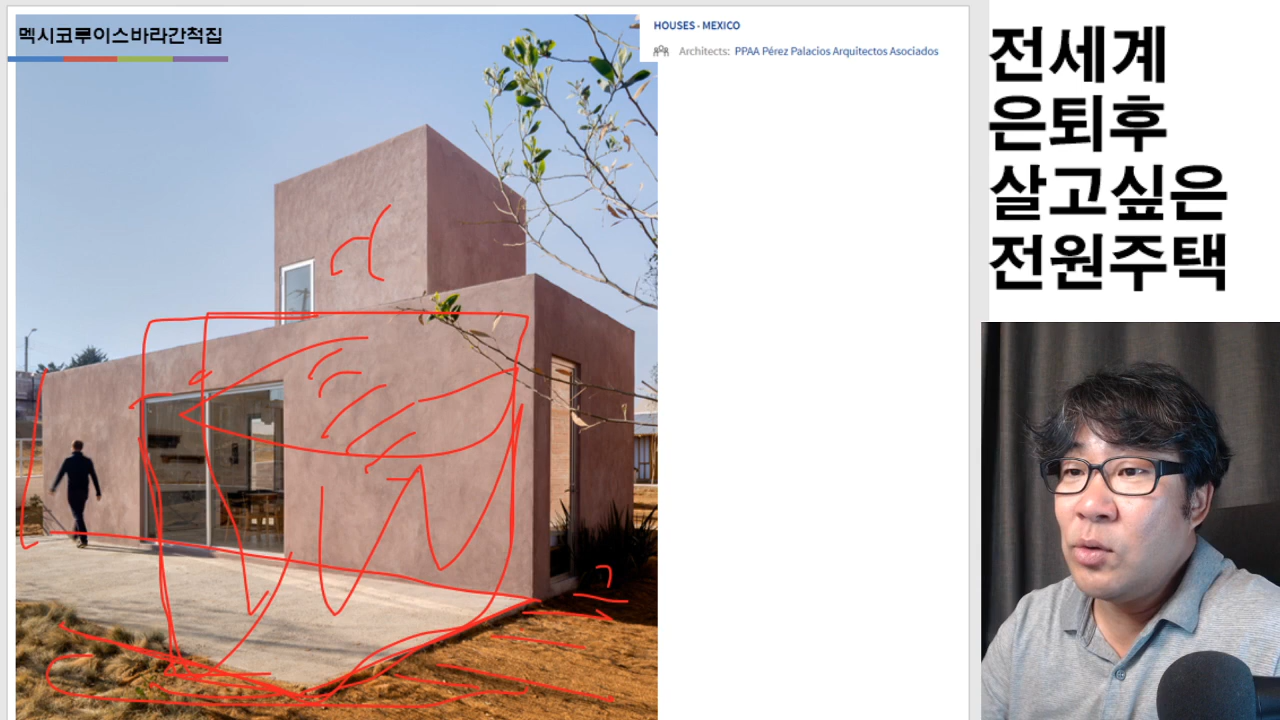 멕시코루이스바라간척집
HOUSES · MEXICO
Architects: PPAA Pérez Palacios Arquitectos Asociados
전세계
은퇴후
살고싶은
전원주택